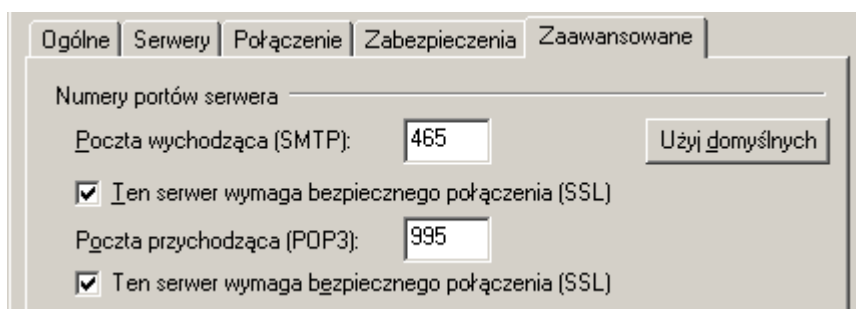 Ogólne Serwery Połączenie Zabezpieczenia Zaawansowane
Numery portów serwera
Poczta wychodząca (SMTP): 465 Użyj domyślnych
Ten serwer wymaga bezpiecznego połączenia (SSL)
Poczta przychodząca (POP3): 995
Ten serwer wymaga bezpiecznego połączenia (SSL)